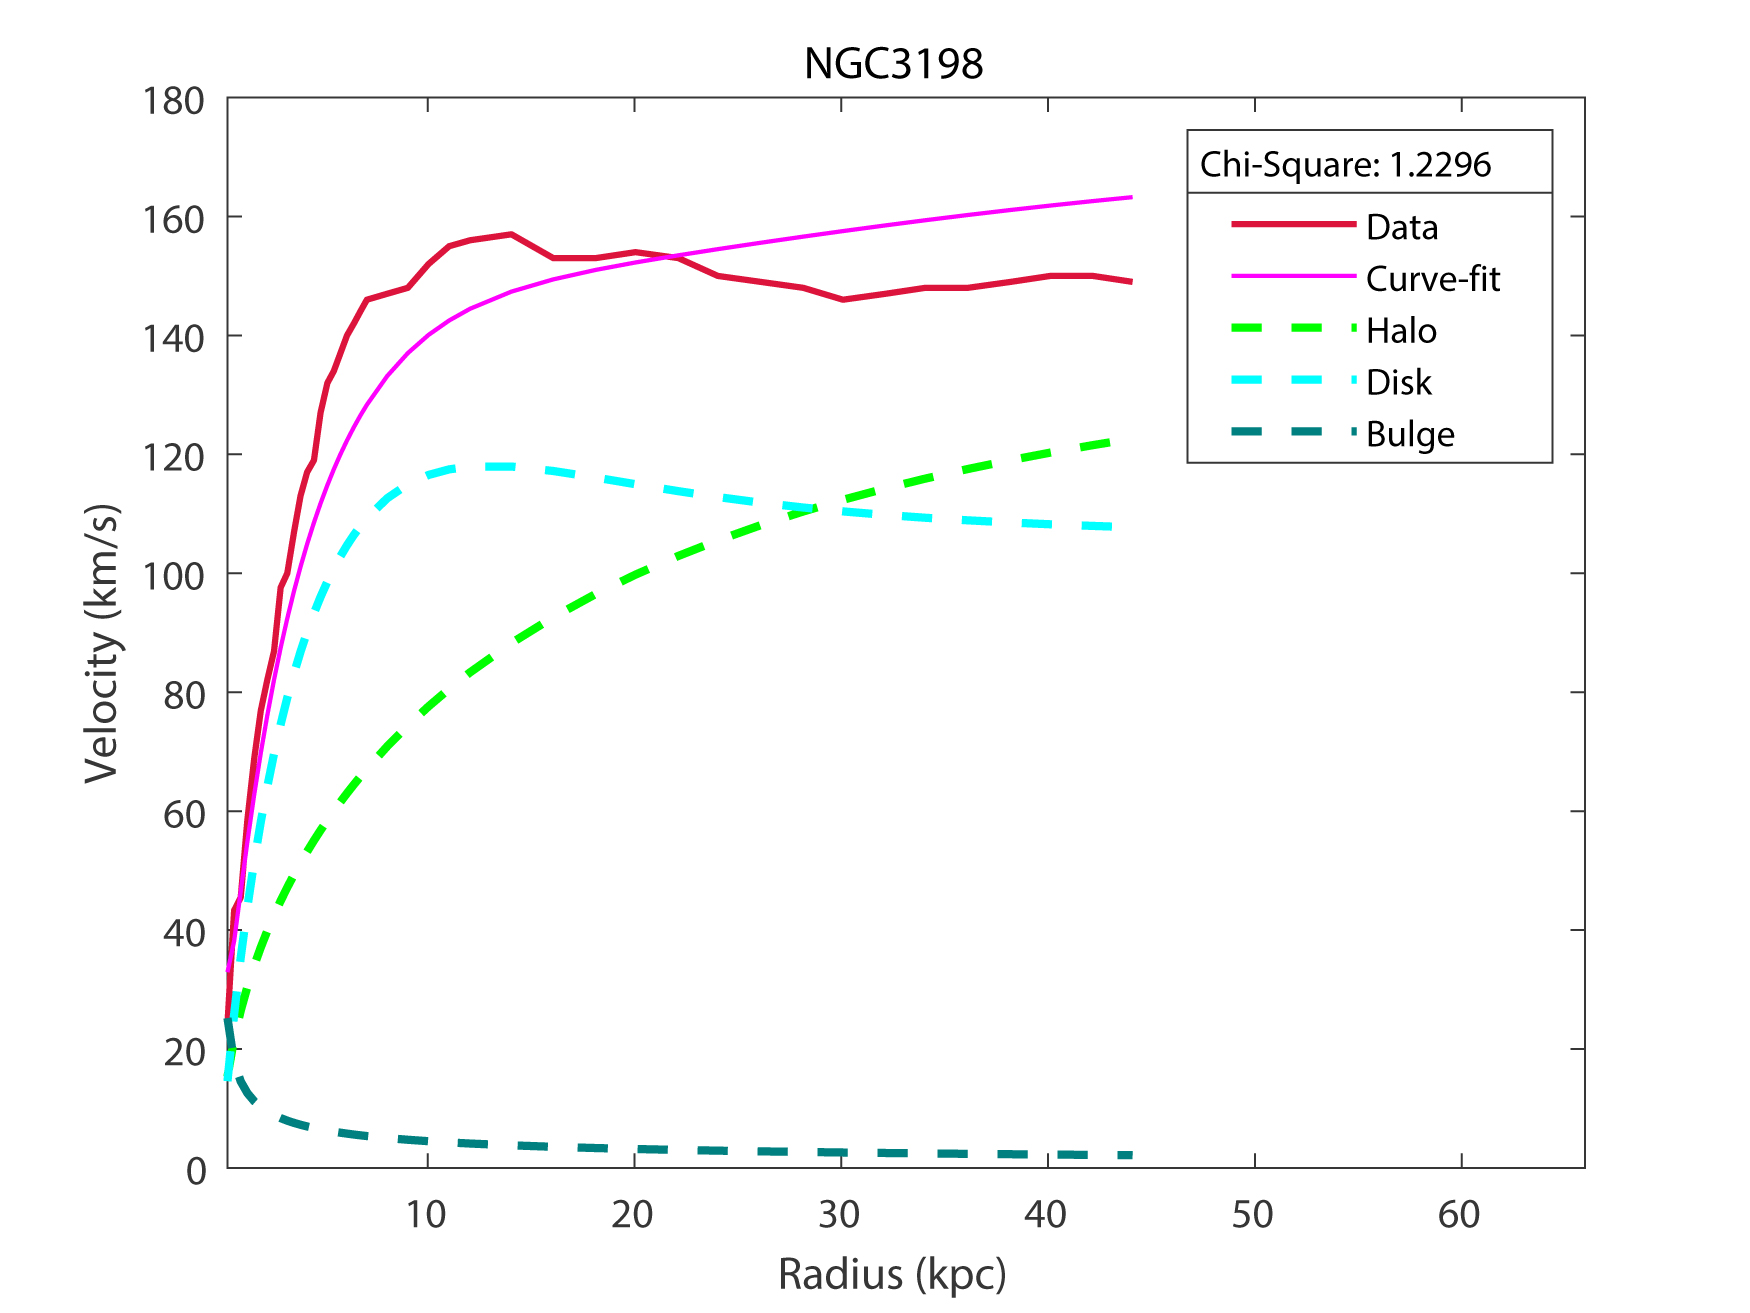 NGC3198
180
160
140
120
100
80
60
40
20
0
Velocity (km/s)
Chi-Square: 1.2296
Data
Curve-fit
Halo
Disk
Bulge
10 20 30 40 50 60
Radius (kpc)